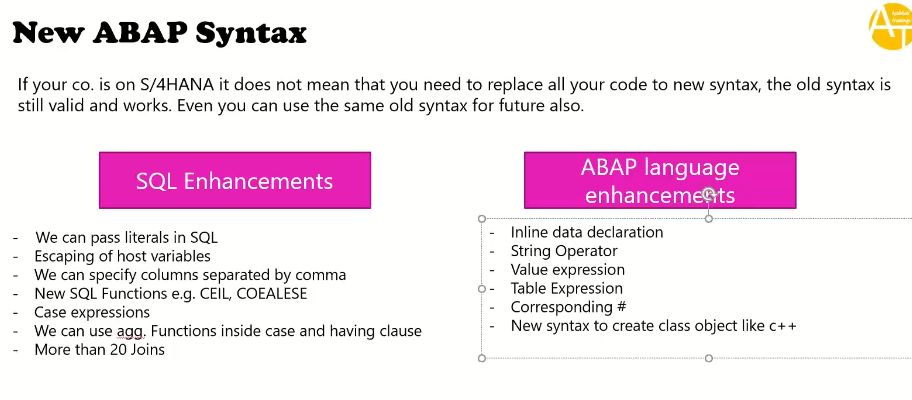 New ABAP Syntax
If your co. is on S/4HANA it does not mean that you need to replace all your code to new syntax, the old syntax is
still valid and works. Even you can use the same old syntax for future also.
SQL Enhancements
- We can pass literals in SQL
- Escaping of host variables
- We can specify columns separated by comma
- New SQL Functions e.g. CEIL, COEALESE
- Case expressions
- We can use agg. Functions inside case and having clause
- More than 20 Joins
ABAP language
enhancements
- Inline data declaration
- String Operator
- Value expression
- Table Expression
- Corresponding #
- New syntax to create class object like c++
AT